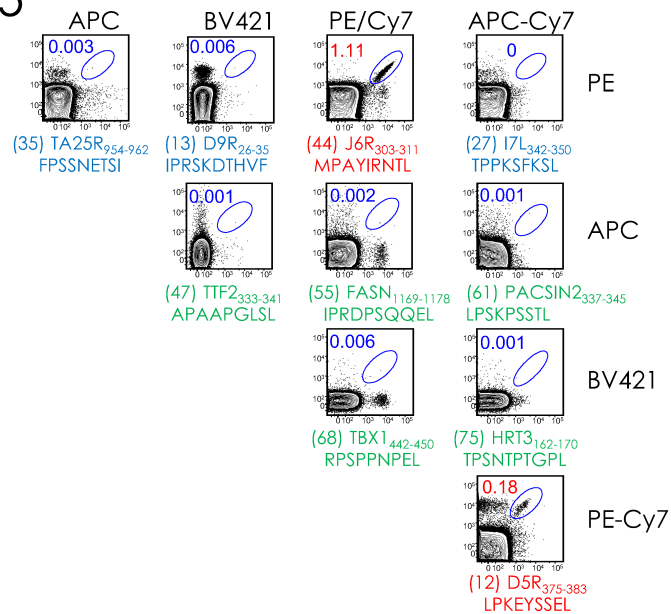 APC BV421 PE/Cy7 APC-Cy7
0.003 0.006 1.11 0
PE
(35) TA25R954-962 (13) D9R26-35 (44) J6R303-311 (27) I7L342-350
FPSSNETSI IPRSKDTHVF MPAYIRNTL TPPKSFKSL
0.001 0.002 0.001
APC
(47) TTF2333-341 (55) FASN1169-1178 (61) PACSIN2337-345
APAAPGLSL IPRDPSQQEL LPSKPSSTL
0.006 0.001
BV421
(68) TBX1442-450 (75) HRT3162-170
RPSPPNPEL TPSNTPTGPL
0.18
PE-Cy7
(12) D5R375-383
LPKEYSSEL